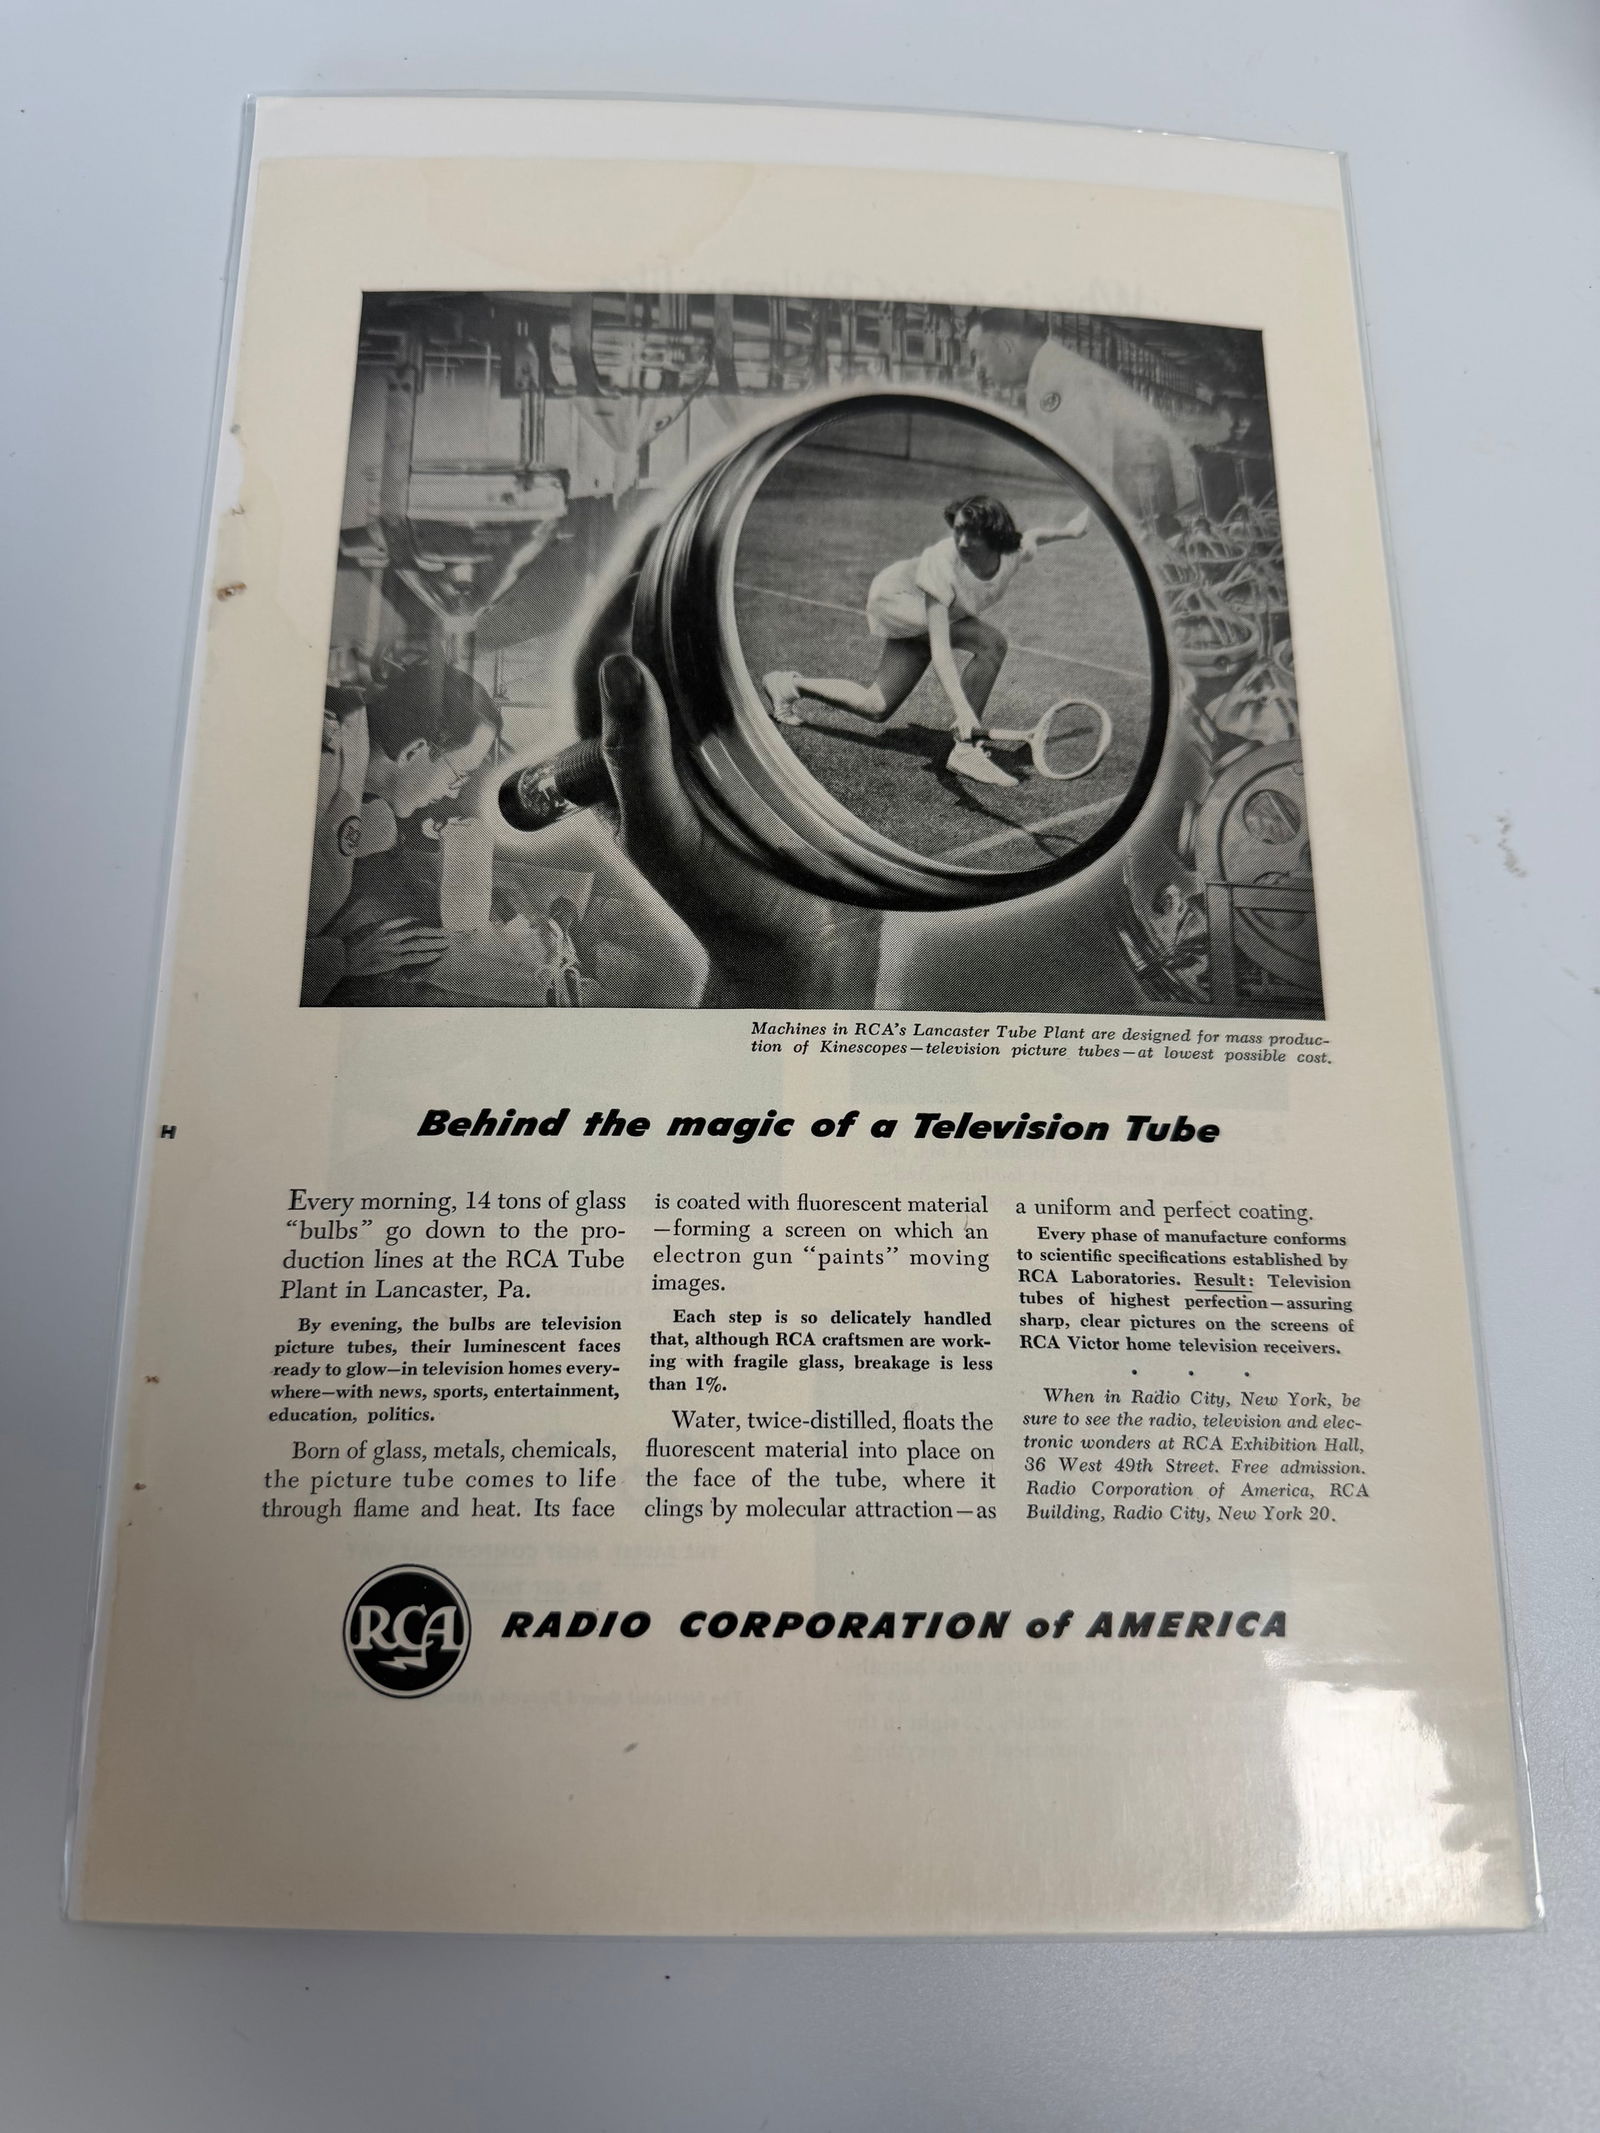 Machines in RCA's Lancaster Tube Plant are designed for mass produc-
tion of Kinescopes—television picture tubes—at lowest possible cost.
H
Behind the magic of a Television Tube
Every morning, 14 tons of glass
“bulbs” go down to the pro-
duction lines at the RCA Tube
Plant in Lancaster, Pa.
By evening, the bulbs are television
picture tubes, their luminescent faces
ready to glow—in television homes every-
where—with news, sports, entertainment,
education, politics.
Born of glass, metals, chemicals,
the picture tube comes to life
through flame and heat. Its face
is coated with fluorescent material
—forming a screen on which an
electron gun “paints” moving
images.
Each step is so delicately handled
that, although RCA craftsmen are work-
ing with fragile glass, breakage is less
than 1%.
Water, twice-distilled, floats the
fluorescent material into place on
the face of the tube, where it
clings by molecular attraction—as
a uniform and perfect coating.
Every phase of manufacture conforms
to scientific specifications established by
RCA Laboratories. Result: Television
tubes of highest perfection—assuring
sharp, clear pictures on the screens of
RCA Victor home television receivers.
When in Radio City, New York, be
sure to see the radio, television and elec-
tronic wonders at RCA Exhibition Hall,
36 West 49th Street. Free admission.
Radio Corporation of America, RCA
Building, Radio City, New York 20.
RCA
RADIO CORPORATION of AMERICA